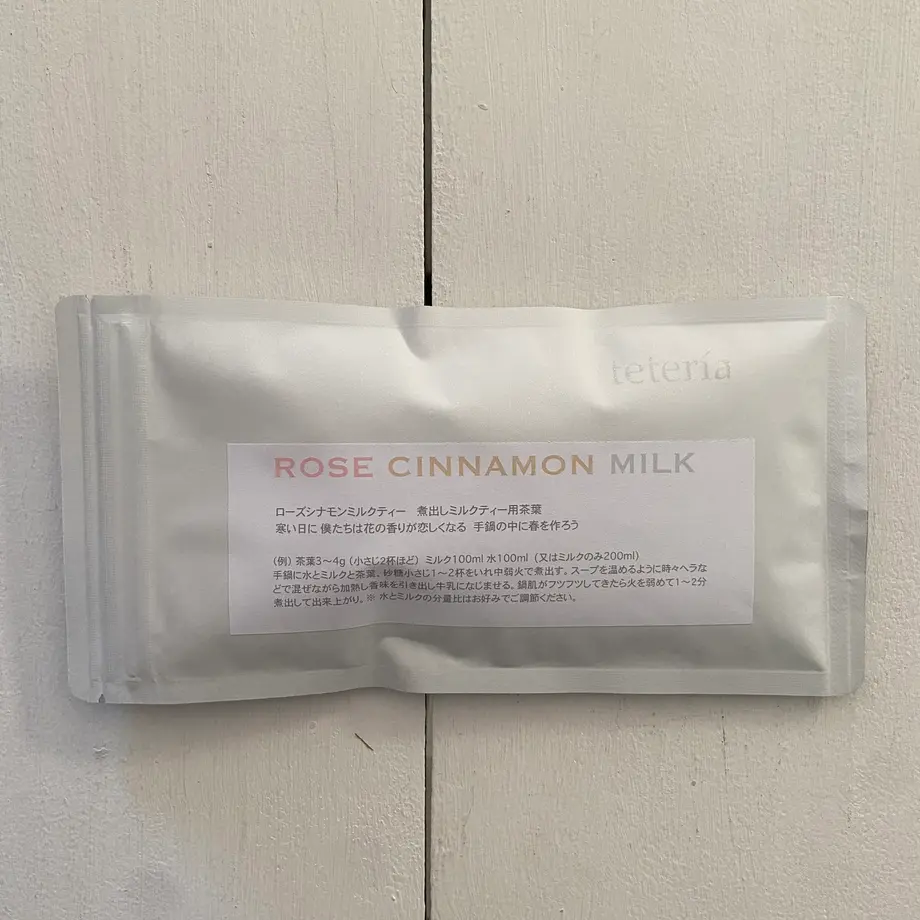 teteria
ROSE CINNAMON MILK
ローズシナモンミルクティー　煮出しミルクティー用茶葉
寒い日に 僕たちは花の香りが恋しくなる 手鍋の中に春を作ろう
（例）茶葉3〜4g（小さじ2杯ほど）ミルク100ml 水100ml（又はミルクのみ200ml）
手鍋に水とミルクと茶葉、砂糖小さじ1〜2杯をいれ中弱火で煮出す。スープを温めるように時々ヘラな
どで混ぜながら加熱し香味を引き出し牛乳になじませる。鍋肌がフツフツしてきたら火を弱めて1〜2分
煮出して出来上がり。※ 水とミルクの分量比はお好みでご調節ください。